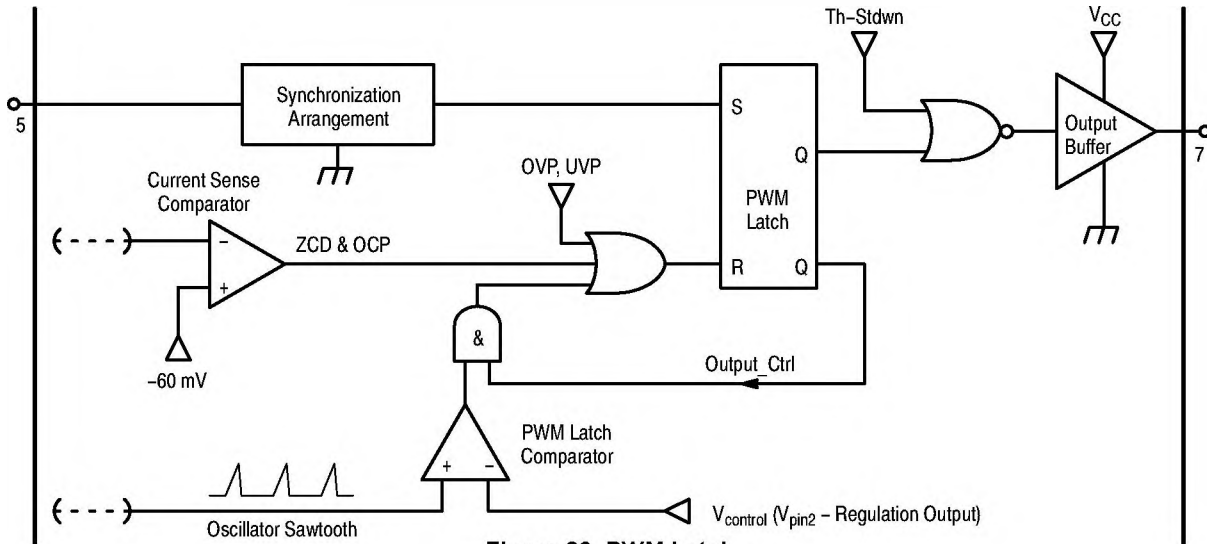 Th–Stdwn
VCC
5
Synchronization
Arrangement
S
Q
PWM
Latch
R
Q
Output
Buffer
7
OVP, UVP
Current Sense
Comparator
–
+
ZCD & OCP
–60 mV
&
Output_Ctrl
PWM Latch
Comparator
+ –
Oscillator Sawtooth
Vcontrol (Vpin2 – Regulation Output)